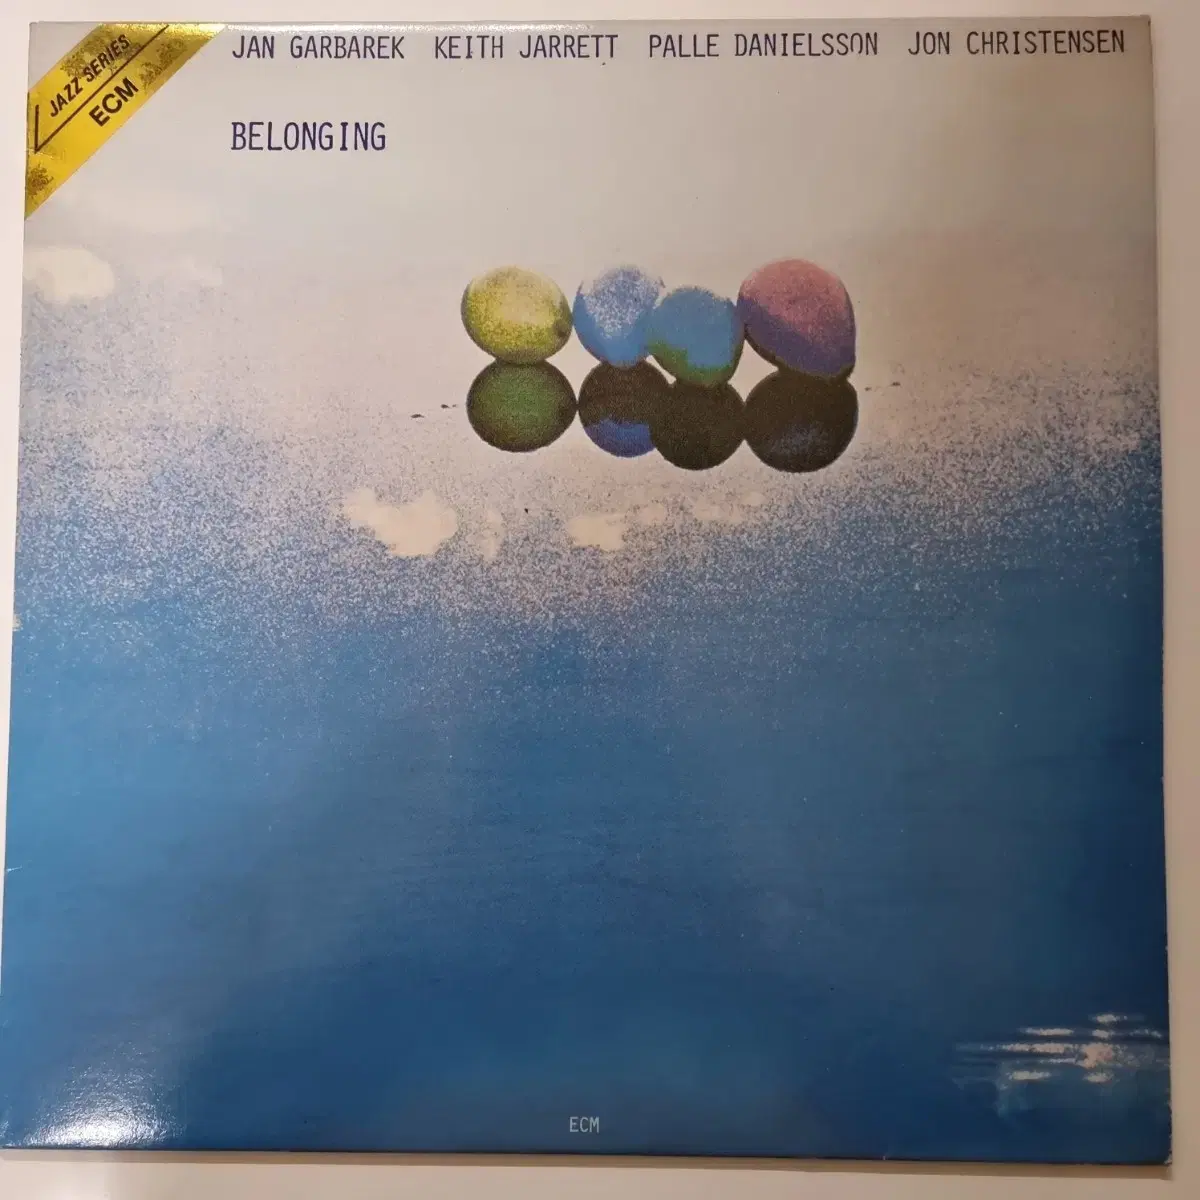 JAZZ SERIES
ECM
JAN GARBAREK KEITH JARRETT PALLE DANIELSSON JON CHRISTENSEN
BELONGING
ECM